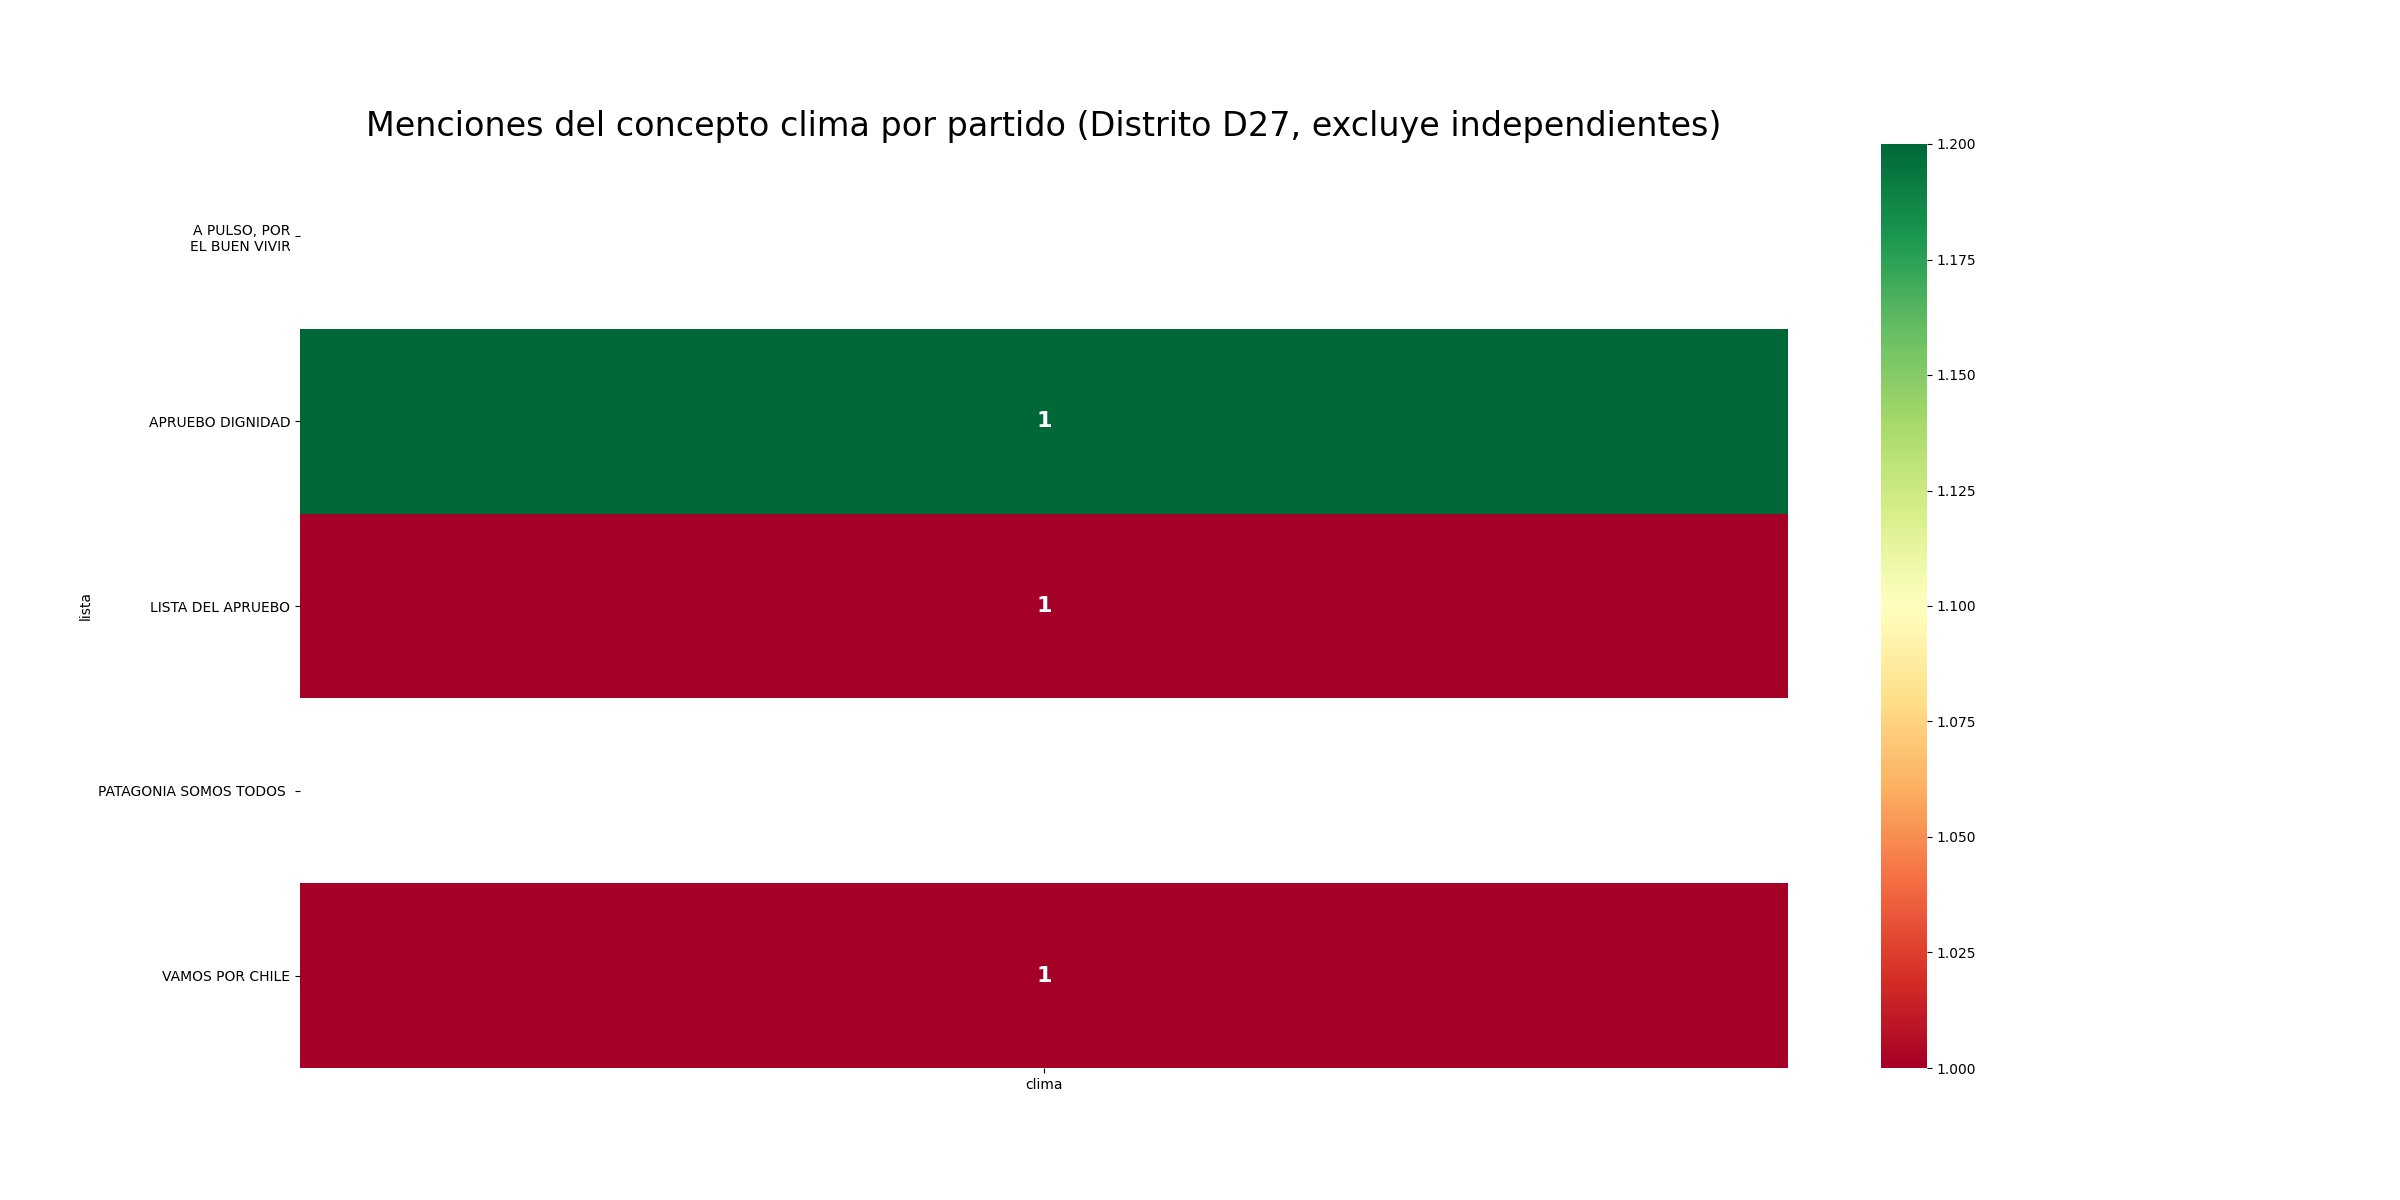 Menciones del concepto clima por partido (Distrito D27, excluye independientes)
A PULSO, POR
EL BUEN VIVIR
APRUEBO DIGNIDAD
1
LISTA DEL APRUEBO
1
PATAGONIA SOMOS TODOS
VAMOS POR CHILE
1
lista
clima
1.200
1.175
1.150
1.125
1.100
1.075
1.050
1.025
1.000